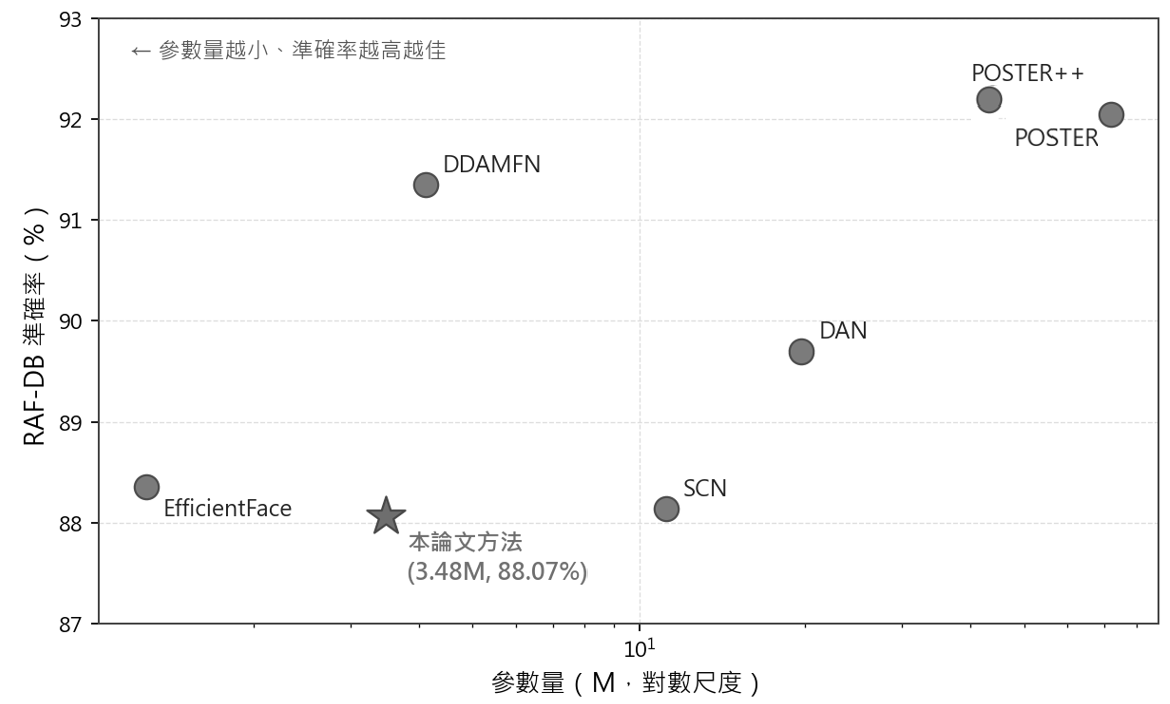 ← 參數量越小、準確率越高越佳
93
92
91
90
89
88
87
RAF-DB 準確率（%）
POSTER++
POSTER
DDAMFN
DAN
EfficientFace
SCN
本論文方法
(3.48M, 88.07%)
10¹
參數量（M，對數尺度）